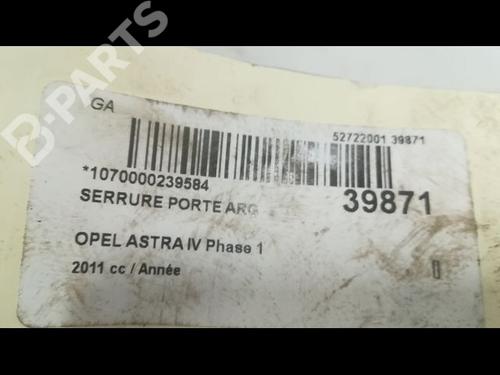 B-PARTS
GA
52722001 39871
*1070000239584
SERRURE PORTE ARG
39871
OPEL ASTRA IV Phase 1
2011 cc / Année